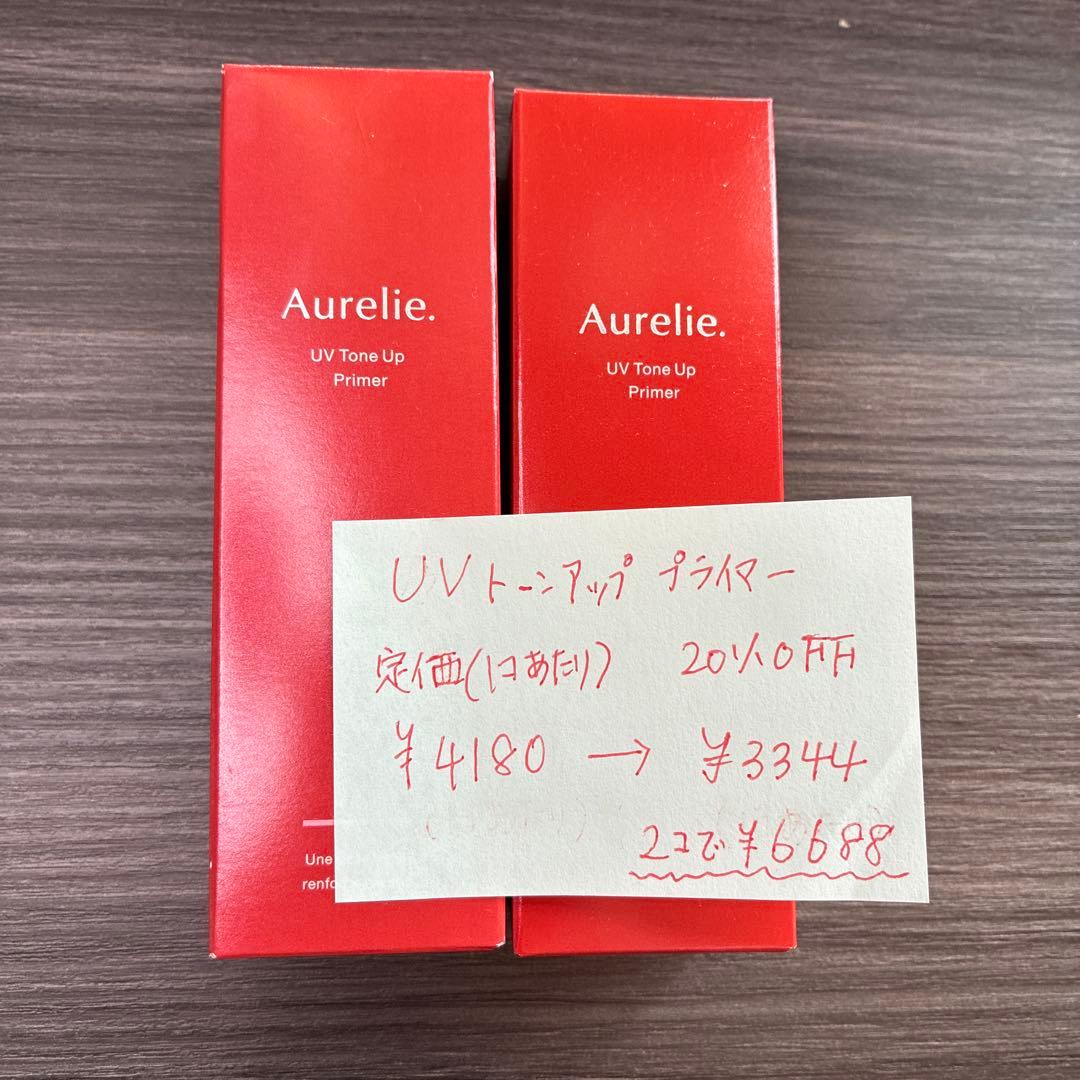 Aurelie.
UV Tone Up
Primer
Aurelie.
UV Tone Up
Primer
UVトーンアップ プライマー
定価(1コあたり) 20%OFF
¥4180 → ¥3344
2コで¥6688
Une